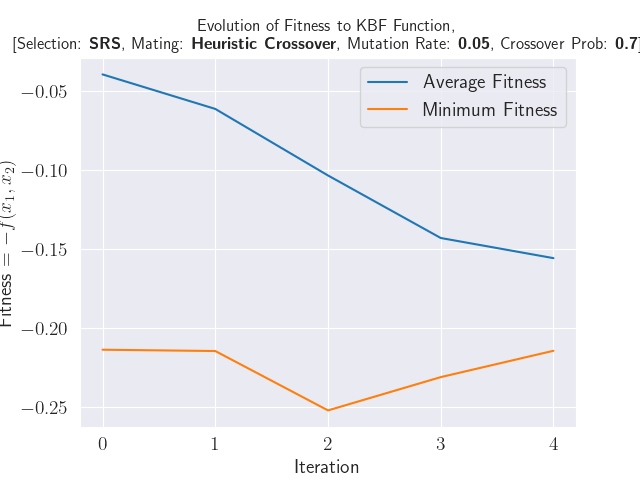 Evolution of Fitness to KBF Function,
[Selection: SRS, Mating: Heuristic Crossover, Mutation Rate: 0.05, Crossover Prob: 0.7]
Average Fitness
Minimum Fitness
Fitness = −f(x₁, x₂)
−0.05
−0.10
−0.15
−0.20
−0.25
0 1 2 3 4
Iteration